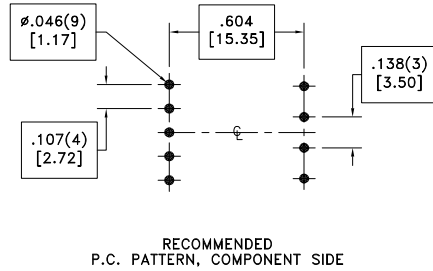 ø.046(9)
[1.17]
.604
[15.35]
.138(3)
[3.50]
.107(4)
[2.72]
℄
RECOMMENDED
P.C. PATTERN, COMPONENT SIDE